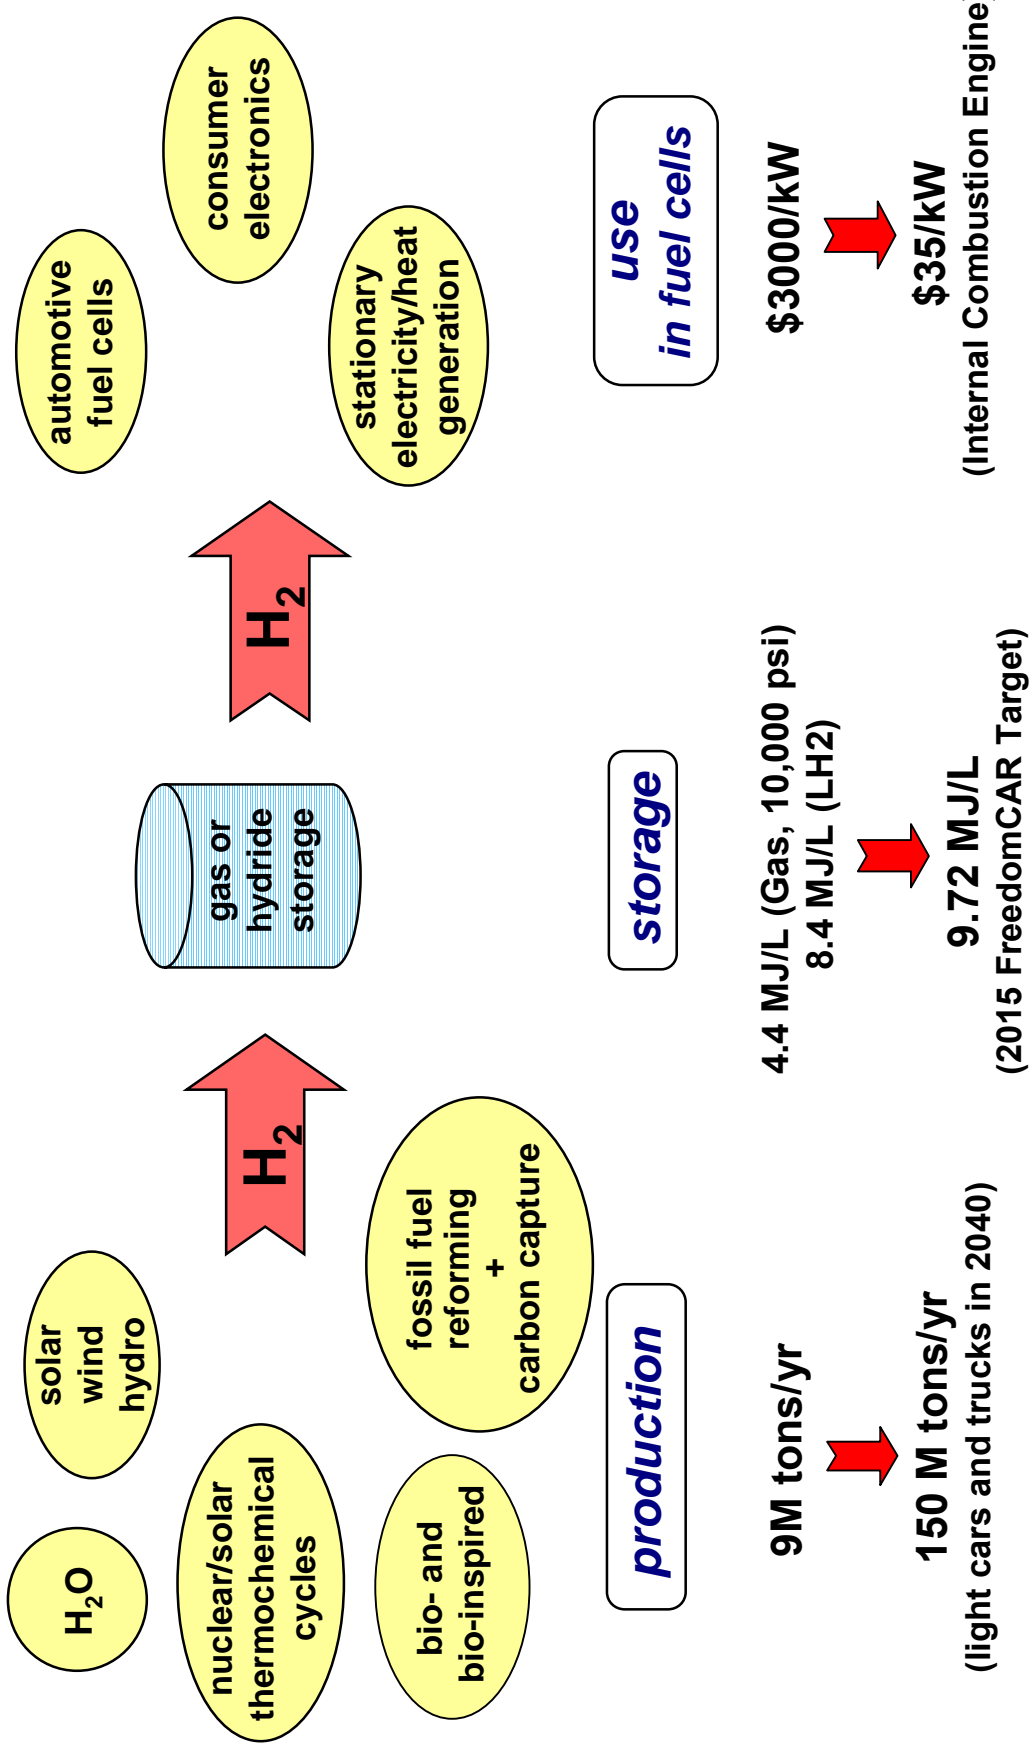 H2O
solar
wind
hydro
nuclear/solar
thermochemical
cycles
bio- and
bio-inspired
fossil fuel
reforming
+
carbon capture
H2
gas or
hydride
storage
H2
automotive
fuel cells
consumer
electronics
stationary
electricity/heat
generation
production
9M tons/yr
150 M tons/yr
(light cars and trucks in 2040)
storage
4.4 MJ/L (Gas, 10,000 psi)
8.4 MJ/L (LH2)
9.72 MJ/L
(2015 FreedomCAR Target)
use
in fuel cells
$3000/kW
$35/kW
(Internal Combustion Engine)